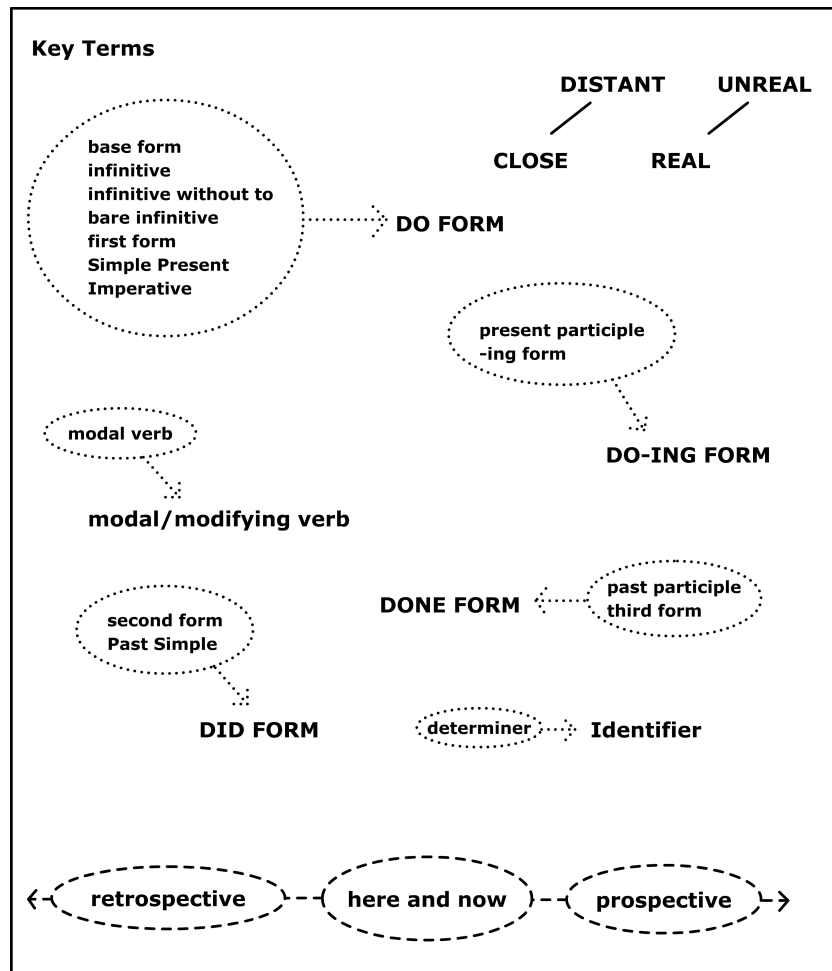 Key Terms
DISTANT UNREAL
CLOSE REAL
base form
infinitive
infinitive without to
bare infinitive
first form
Simple Present
Imperative
DO FORM
present participle
-ing form
DO-ING FORM
modal verb
modal/modifying verb
past participle
third form
DONE FORM
second form
Past Simple
DID FORM
determiner
Identifier
retrospective here and now prospective